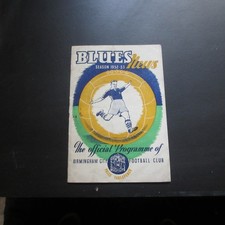 BLUES
News
SEASON 1952-53
The official Programme of
BIRMINGHAM CITY FOOTBALL CLUB